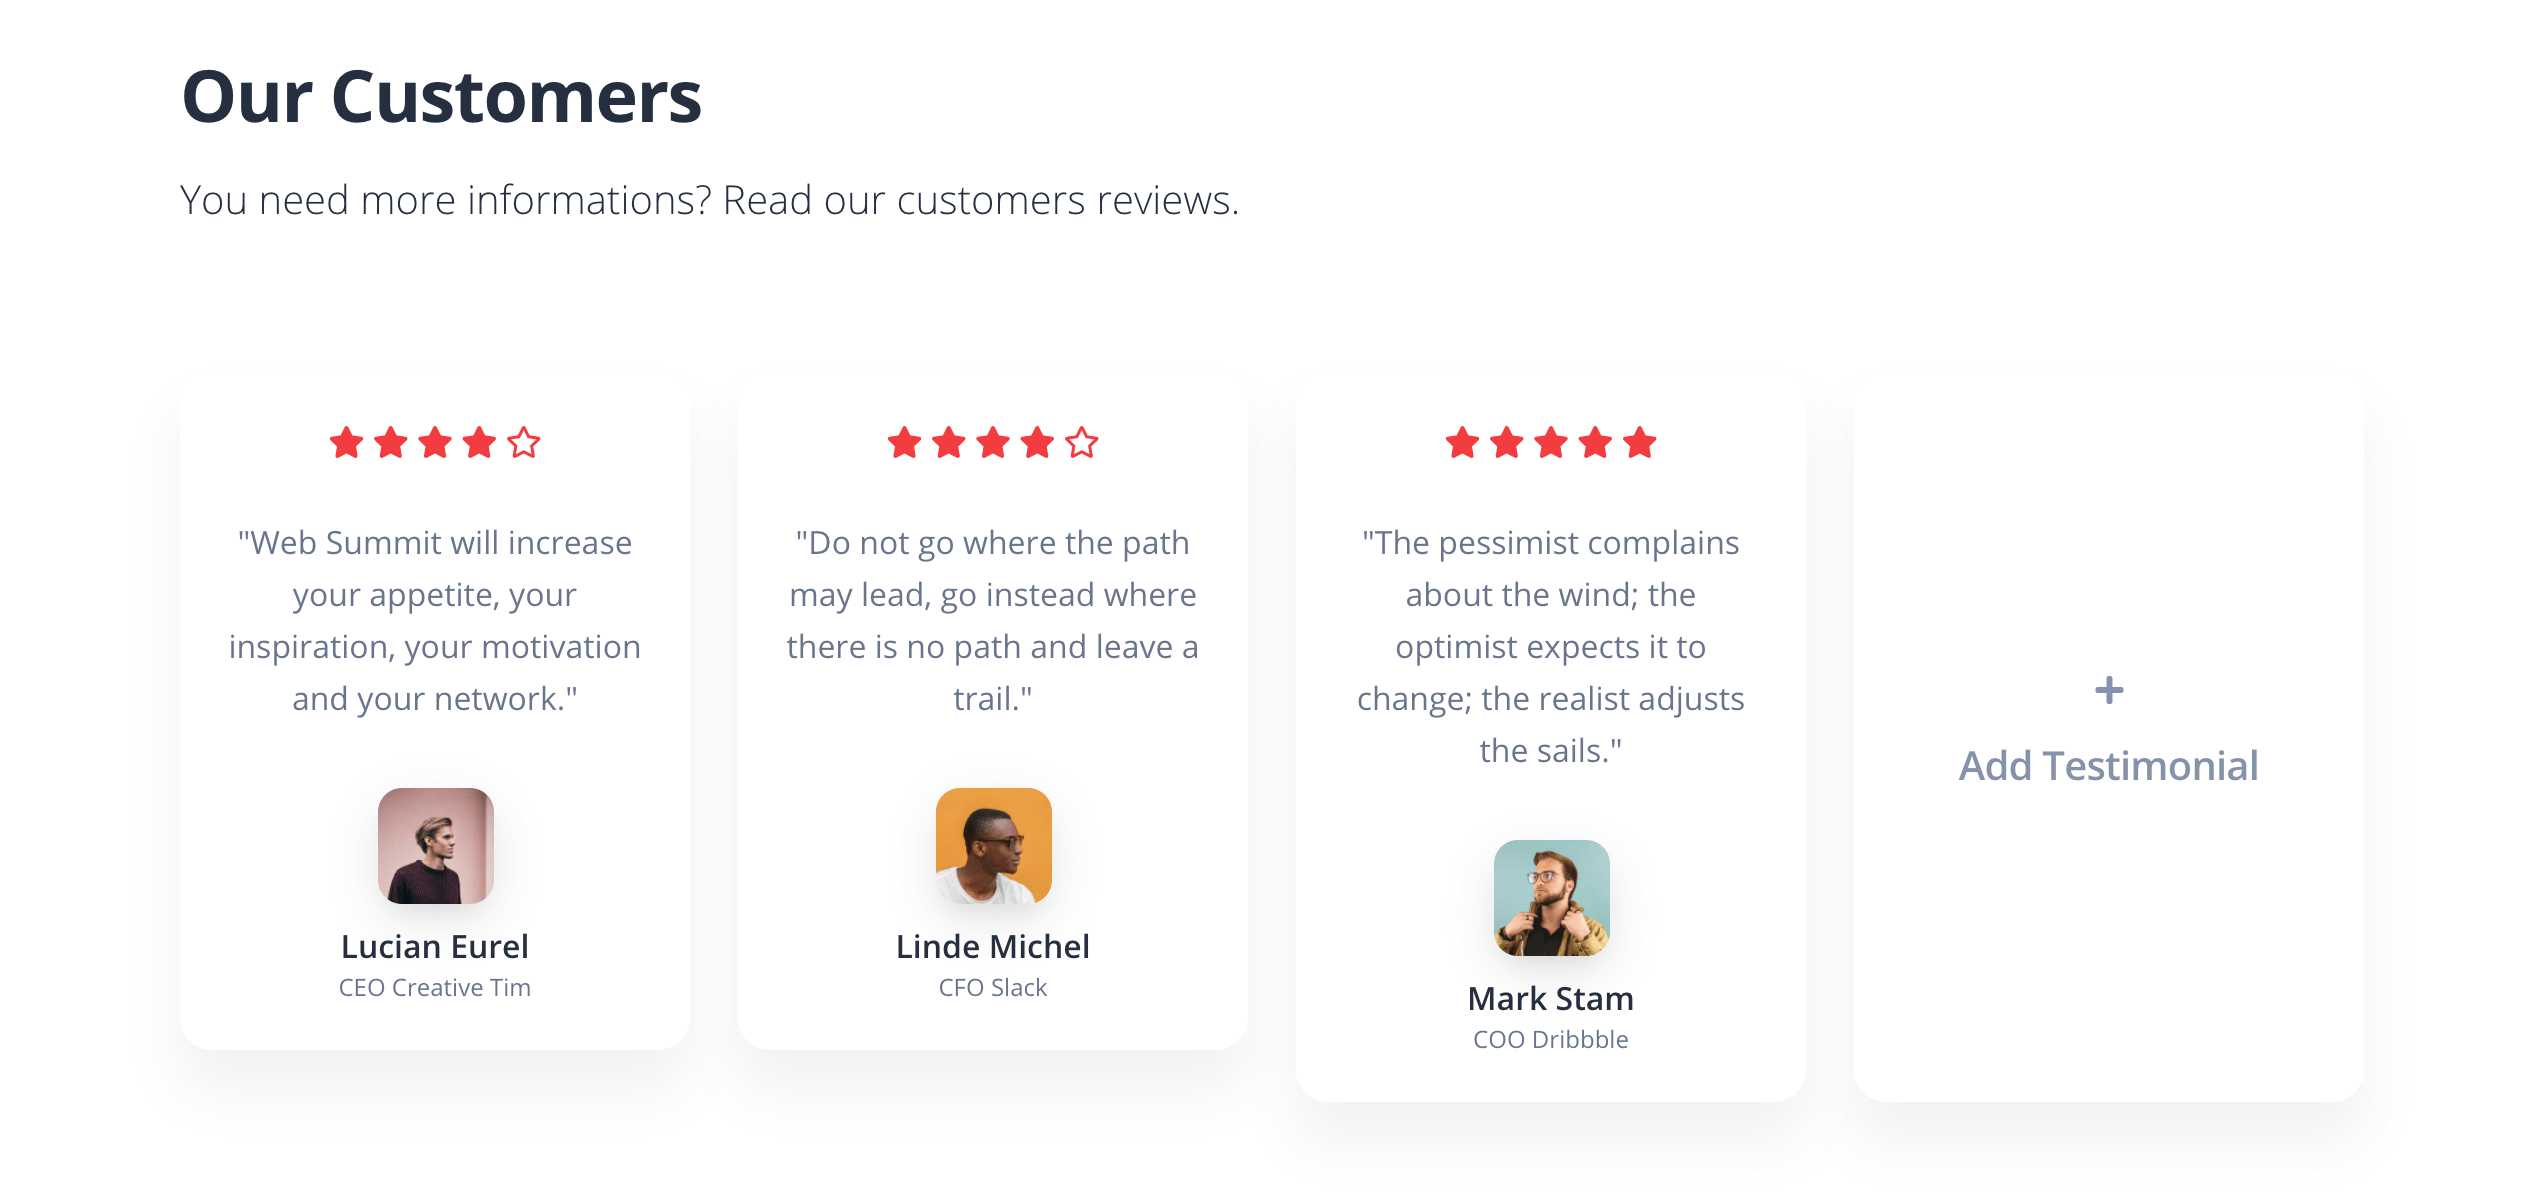 Our Customers
You need more informations? Read our customers reviews.
"Web Summit will increase
your appetite, your
inspiration, your motivation
and your network."
Lucian Eurel
CEO Creative Tim
"Do not go where the path
may lead, go instead where
there is no path and leave a
trail."
Linde Michel
CFO Slack
"The pessimist complains
about the wind; the
optimist expects it to
change; the realist adjusts
the sails."
Mark Stam
COO Dribbble
+
Add Testimonial